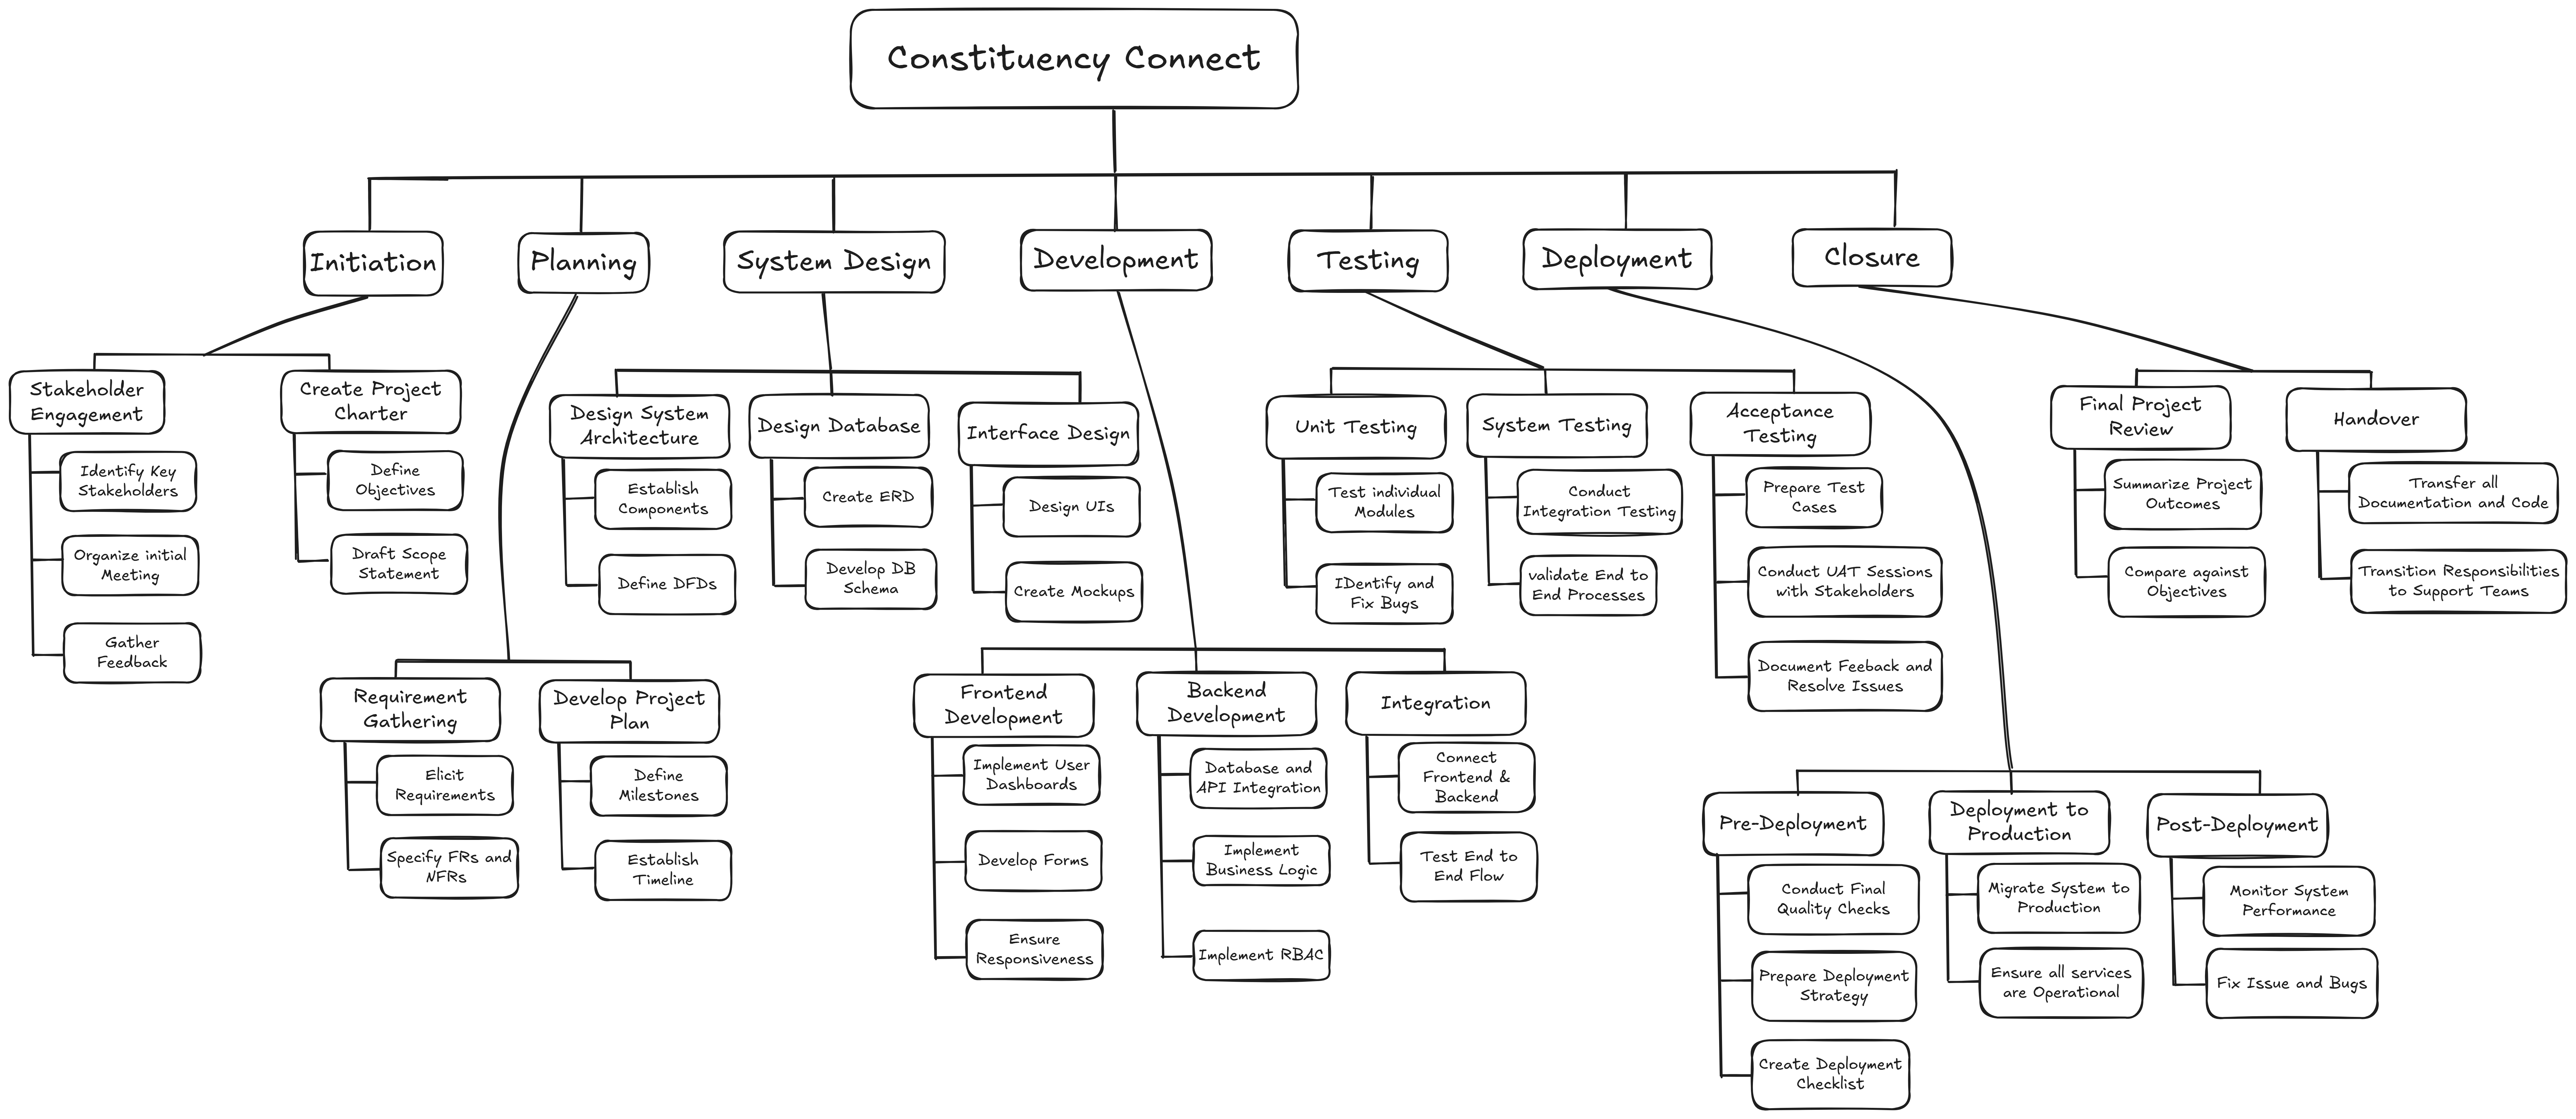 Constituency Connect
Initiation
Planning
System Design
Development
Testing
Deployment
Closure
Stakeholder
Engagement
Identify Key
Stakeholders
Organize initial
Meeting
Gather
Feedback
Create Project
Charter
Define
Objectives
Draft Scope
Statement
Requirement
Gathering
Elicit
Requirements
Specify FRs and
NFRs
Develop Project
Plan
Define
Milestones
Establish
Timeline
Design System
Architecture
Establish
Components
Define DFDs
Design Database
Create ERD
Develop DB
Schema
Interface Design
Design UIs
Create Mockups
Frontend
Development
Implement User
Dashboards
Develop Forms
Ensure
Responsiveness
Backend
Development
Database and
API Integration
Implement
Business Logic
Implement RBAC
Integration
Connect
Frontend &
Backend
Test End to
End Flow
Unit Testing
Test individual
Modules
IDentify and
Fix Bugs
System Testing
Conduct
Integration Testing
validate End to
End Processes
Acceptance
Testing
Prepare Test
Cases
Conduct UAT Sessions
with Stakeholders
Document Feeback and
Resolve Issues
Pre-Deployment
Conduct Final
Quality Checks
Prepare Deployment
Strategy
Create Deployment
Checklist
Deployment to
Production
Migrate System to
Production
Ensure all services
are Operational
Post-Deployment
Monitor System
Performance
Fix Issue and Bugs
Final Project
Review
Summarize Project
Outcomes
Compare against
Objectives
Handover
Transfer all
Documentation and Code
Transition Responsibilities
to Support Teams